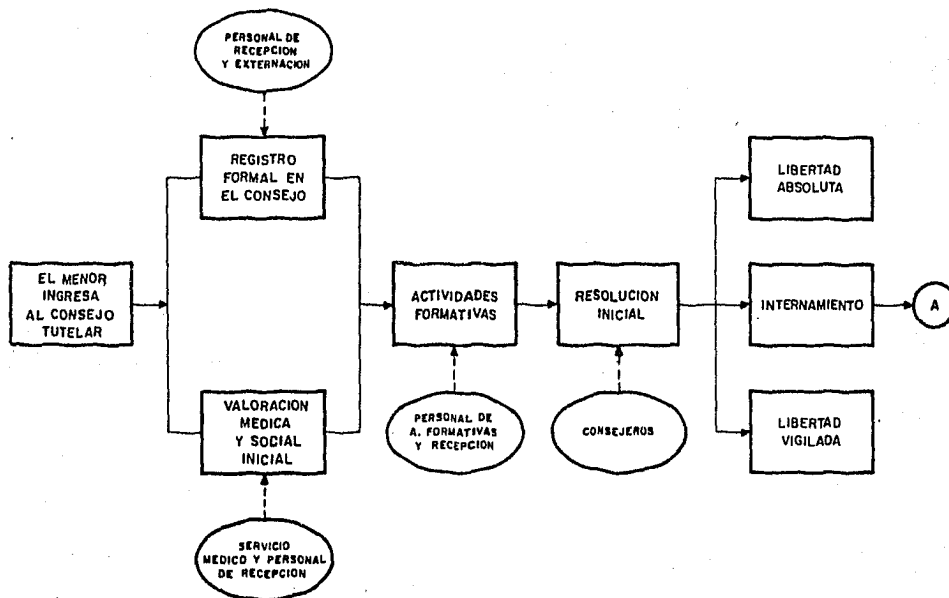 PERSONAL DE
RECEPCION
Y EXTERNACION
REGISTRO
FORMAL EN
EL CONSEJO
EL MENOR
INGRESA
AL CONSEJO
TUTELAR
VALORACION
MEDICA
Y SOCIAL
INICIAL
SERVICIO
MEDICO Y PERSONAL
DE RECEPCION
ACTIVIDADES
FORMATIVAS
PERSONAL DE
A. FORMATIVAS
Y RECEPCION
RESOLUCION
INICIAL
CONSEJEROS
LIBERTAD
ABSOLUTA
INTERNAMIENTO
A
LIBERTAD
VIGILADA